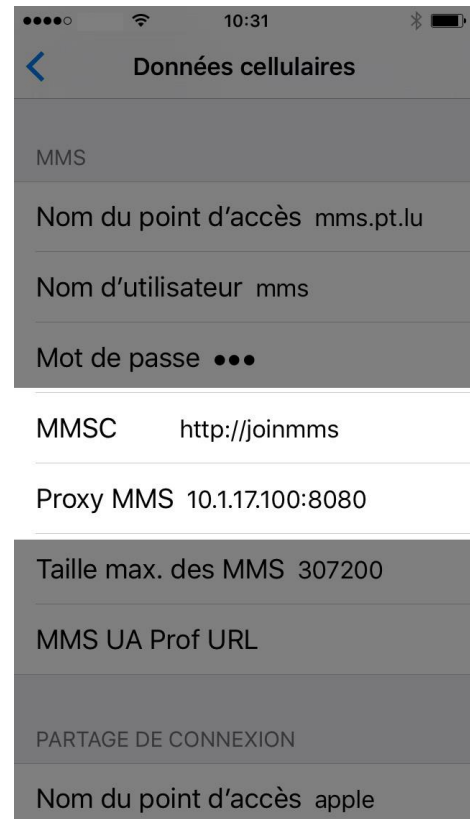 10:31
Données cellulaires
MMS
Nom du point d’accès mms.pt.lu
Nom d’utilisateur mms
Mot de passe •••
MMSC http://joinmms
Proxy MMS 10.1.17.100:8080
Taille max. des MMS 307200
MMS UA Prof URL
PARTAGE DE CONNEXION
Nom du point d’accès apple